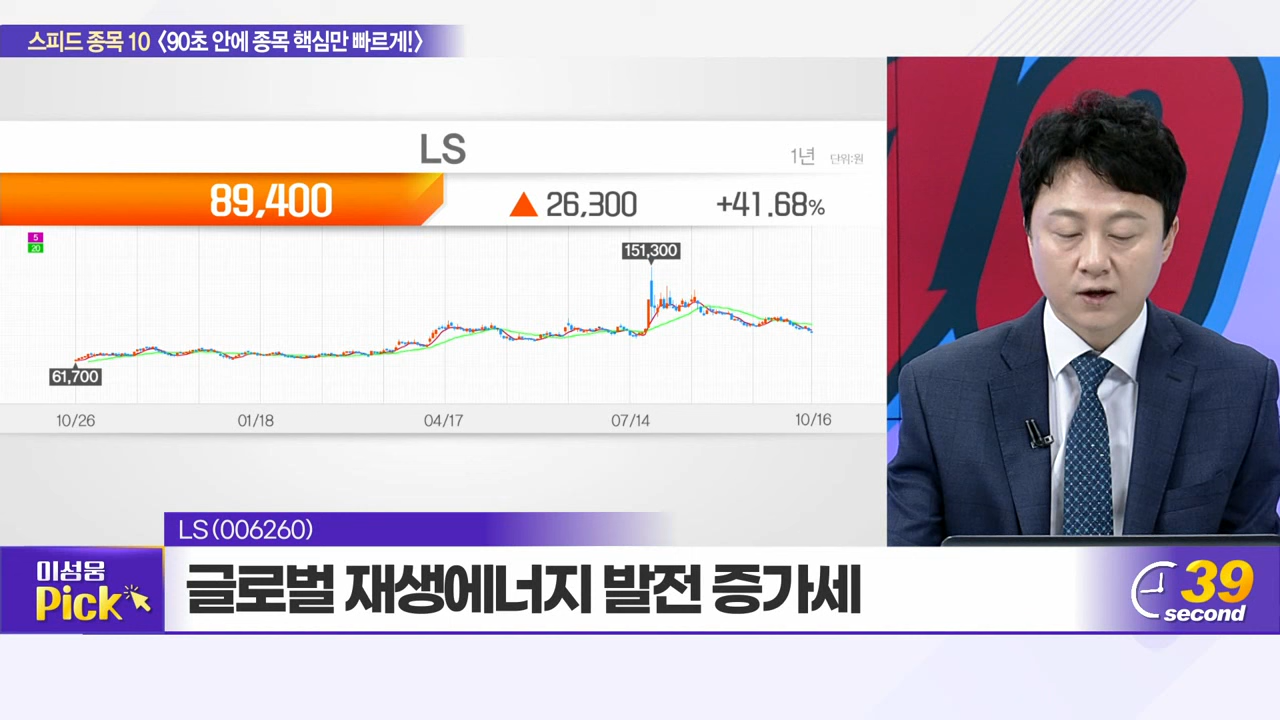 스피드 종목 10 〈90초 안에 종목 핵심만 빠르게!〉
LS
1년 단위:원
89,400 ▲ 26,300 +41.68%
5
20
151,300
61,700
10/26 01/18 04/17 07/14 10/16
LS(006260)
이성웅
Pick
글로벌 재생에너지 발전 증가세
39
second